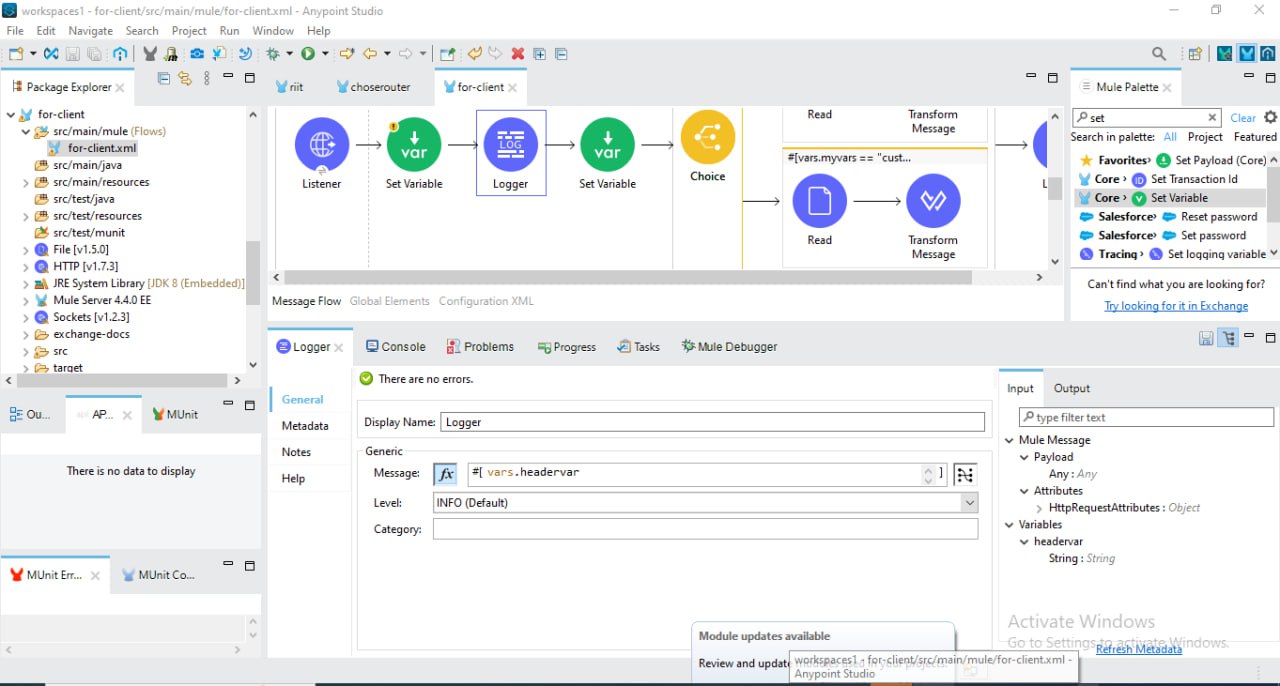 workspaces1 - for-client/src/main/mule/for-client.xml - Anypoint Studio
File Edit Navigate Search Project Run Window Help
Package Explorer
for-client
src/main/mule (Flows)
for-client.xml
src/main/java
src/main/resources
src/test/java
src/test/resources
src/test/munit
File [v1.5.0]
HTTP [v1.7.3]
JRE System Library [JDK 8 (Embedded)]
Mule Server 4.4.0 EE
Sockets [v1.2.3]
exchange-docs
src
target
Ou... AP... MUnit
There is no data to display
MUnit Err... MUnit Co...
riit choserouter for-client
Listener
var
Set Variable
LOG
Logger
var
Set Variable
Choice
Read
Transform
Message
#[vars.myvars == "cust...
Read
Transform
Message
Message Flow Global Elements Configuration XML
Mule Palette
set
Clear
Search in palette: All Project Featured
Favorites› Set Payload (Core)
Core › ID Set Transaction Id
Core › Set Variable
Salesforce› Reset password
Salesforce› Set password
Tracing › Set logging variable
Can't find what you are looking for?
Try looking for it in Exchange
Logger Console Problems Progress Tasks Mule Debugger
There are no errors.
General
Metadata
Notes
Help
Display Name: Logger
Generic
Message: fx #[ vars.headervar ]
Level: INFO (Default)
Category:
Input Output
type filter text
Mule Message
Payload
Any : Any
Attributes
HttpRequestAttributes : Object
Variables
headervar
String : String
Activate Windows
Go to Settings to activate Windows.
Refresh Metadata
Module updates available
Review and update modules used in your projects.
workspaces1 - for-client/src/main/mule/for-client.xml -
Anypoint Studio